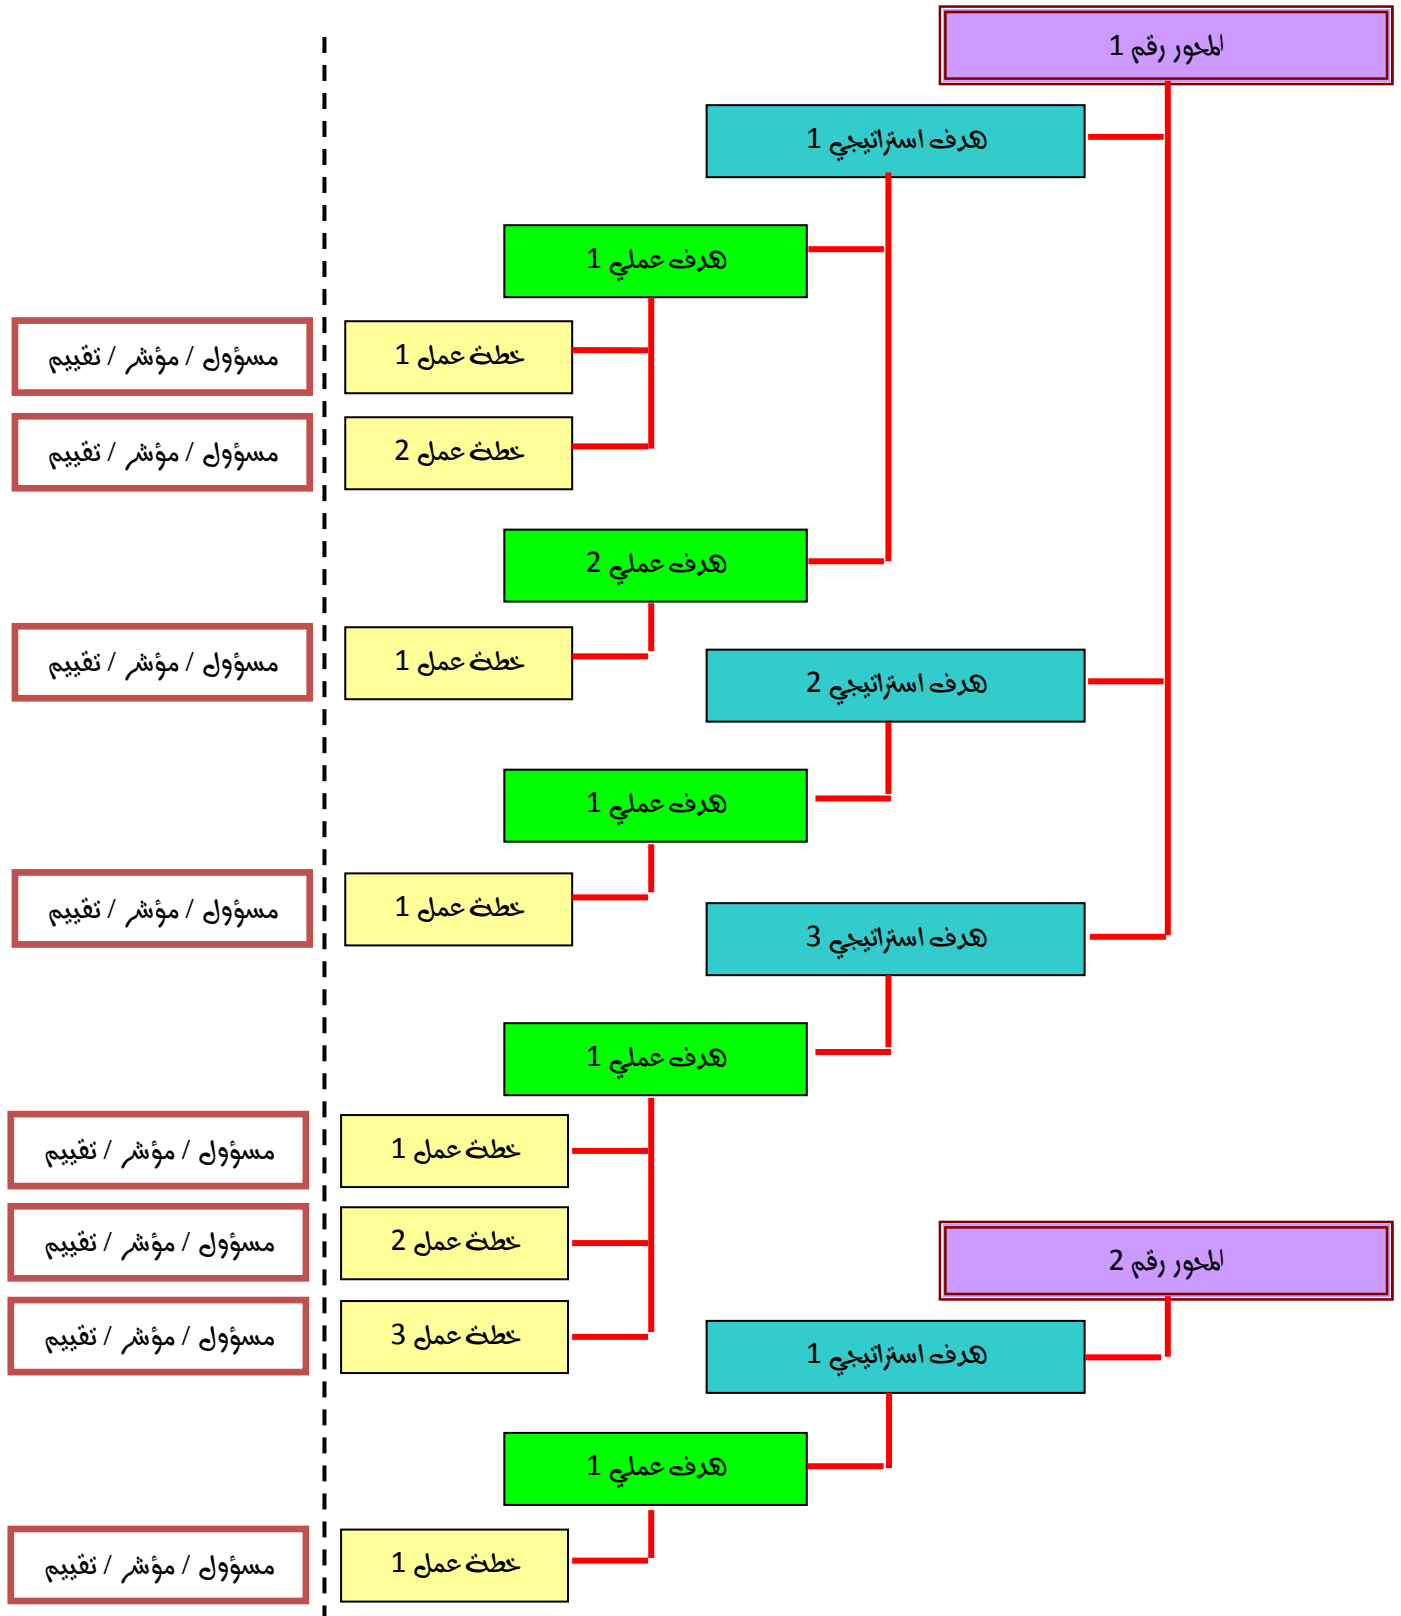 المحور رقم 1
هدف استراتيجي 1
هدف عملي 1
خطة عمل 1
مسؤول / مؤشر / تقييم
خطة عمل 2
مسؤول / مؤشر / تقييم
هدف عملي 2
خطة عمل 1
مسؤول / مؤشر / تقييم
هدف استراتيجي 2
هدف عملي 1
خطة عمل 1
مسؤول / مؤشر / تقييم
هدف استراتيجي 3
هدف عملي 1
خطة عمل 1
مسؤول / مؤشر / تقييم
خطة عمل 2
مسؤول / مؤشر / تقييم
خطة عمل 3
مسؤول / مؤشر / تقييم
المحور رقم 2
هدف استراتيجي 1
هدف عملي 1
خطة عمل 1
مسؤول / مؤشر / تقييم